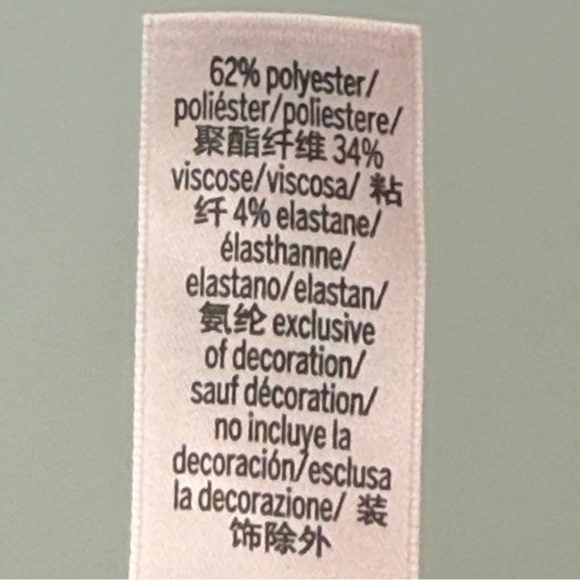 62% polyester/
poliéster/poliestere/
聚酯纤维 34%
viscose/viscosa/ 粘
纤 4% elastane/
élasthanne/
elastano/elastan/
氨纶 exclusive
of decoration/
sauf décoration/
no incluye la
decoración/esclusa
la decorazione/ 装
饰除外